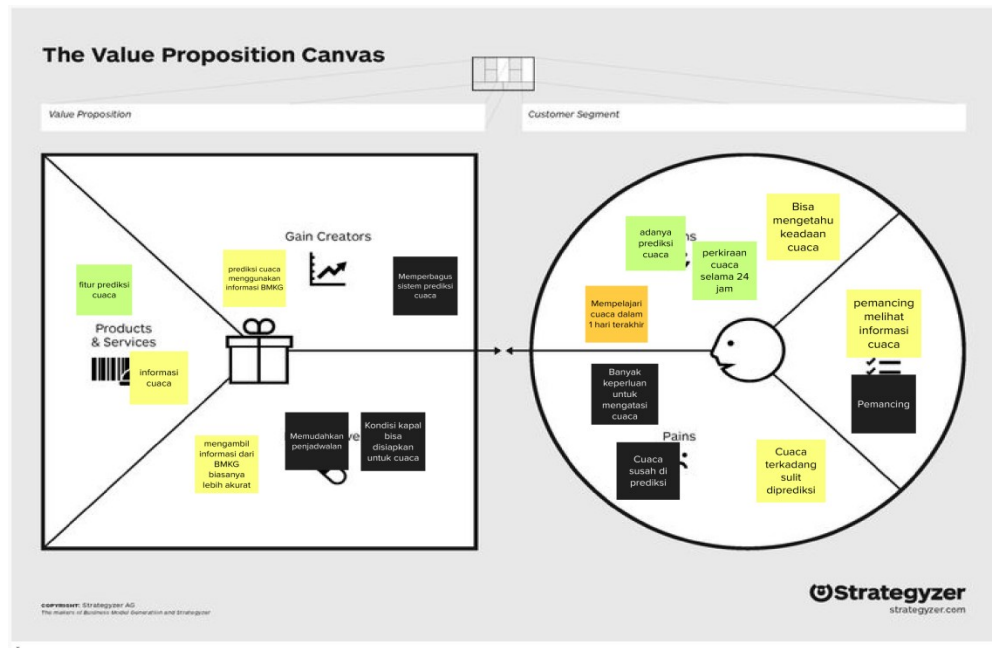 The Value Proposition Canvas
Value Proposition
Customer Segment
Gain Creators
fitur prediksi
cuaca
prediksi cuaca
menggunakan
informasi BMKG
Memperbagus
sistem prediksi
cuaca
Products
& Services
informasi
cuaca
mengambil
informasi dari
BMKG
biasanya
lebih akurat
Memudahkan
penjadwalan
ve
Kondisi kapal
bisa
disiapkan
untuk cuaca
adanya
prediksi
cuaca
ns
perkiraan
cuaca
selama 24
jam
Bisa
mengetahu
keadaan
cuaca
Mempelajari
cuaca dalam
1 hari terakhir
pemancing
melihat
informasi
cuaca
Pemancing
Banyak
keperluan
untuk
mengatasi
cuaca
Pains
Cuaca
susah di
prediksi
Cuaca
terkadang
sulit
diprediksi
COPYRIGHT: Strategyzer AG
The makers of Business Model Generation and Strategyzer
Strategyzer
strategyzer.com